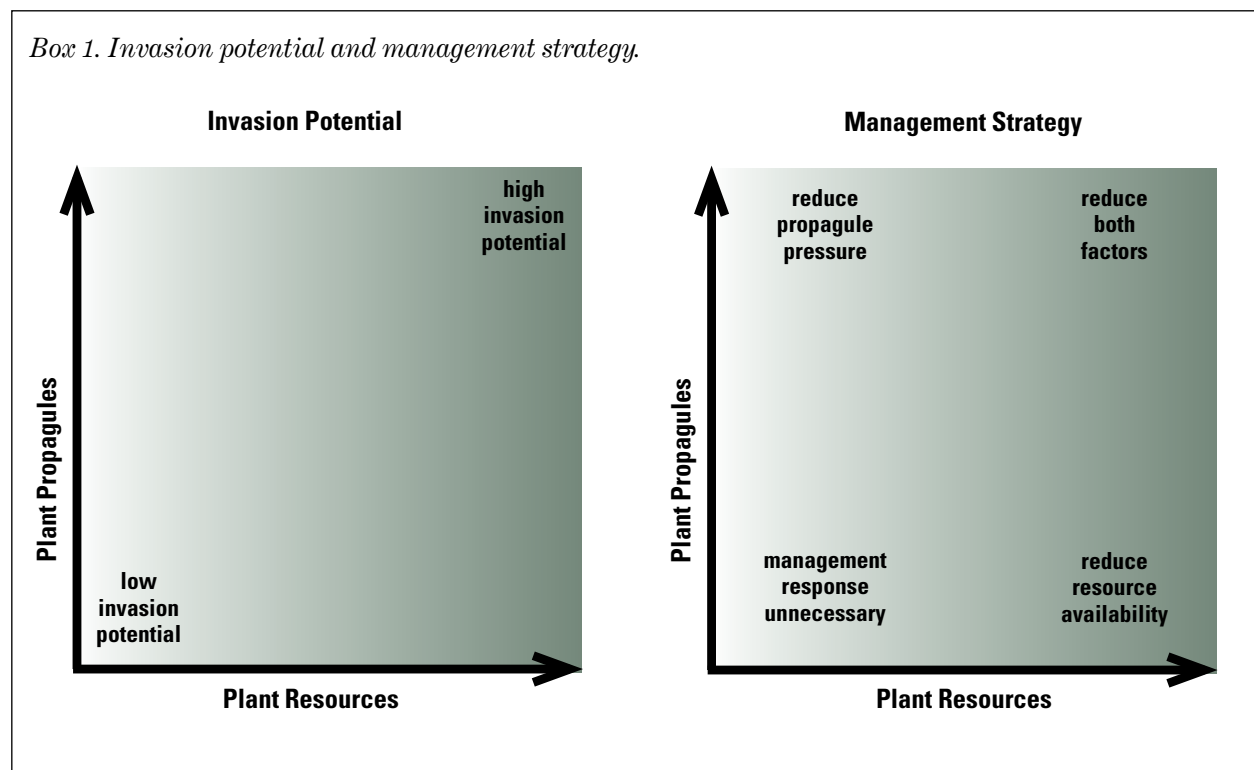 Box 1. Invasion potential and management strategy.
Invasion Potential
high
invasion
potential
low
invasion
potential
Plant Propagules
Plant Resources
Management Strategy
reduce
propagule
pressure
reduce
both
factors
management
response
unnecessary
reduce
resource
availability
Plant Propagules
Plant Resources